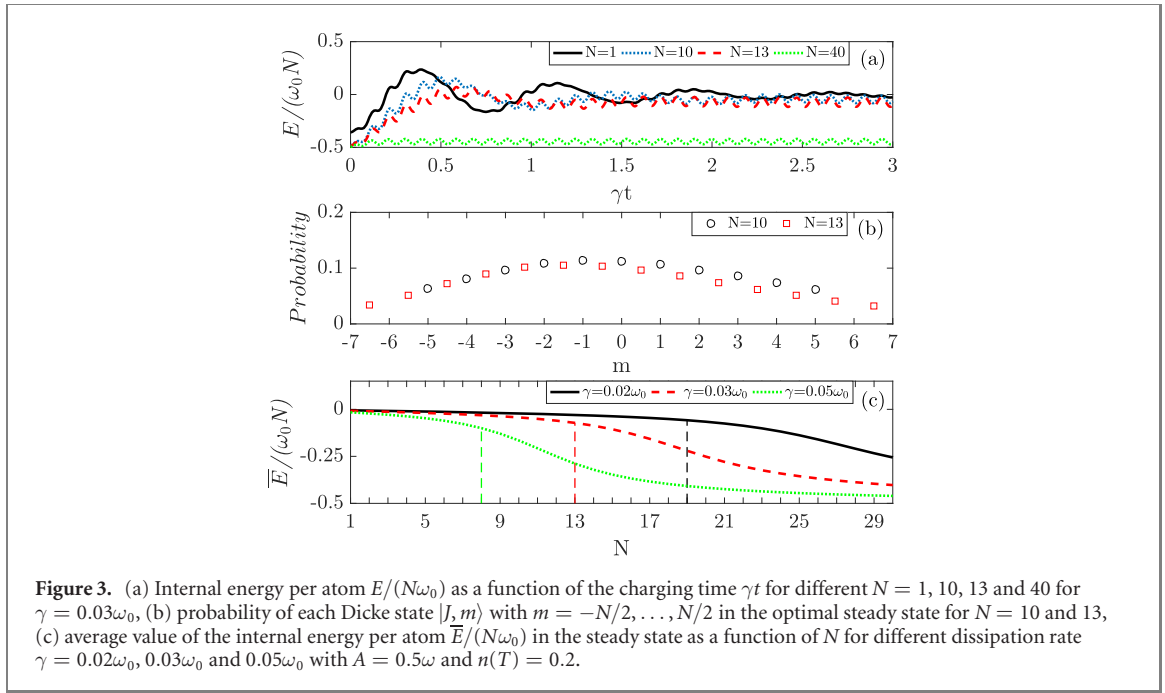 0.5
0
-0.5
E/(ω₀N)
N=1 N=10 N=13 N=40
(a)
0 0.5 1 1.5 2 2.5 3
γt
0.2
0.1
0
Probability
N=10 N=13
(b)
-7 -6 -5 -4 -3 -2 -1 0 1 2 3 4 5 6 7
m
0
-0.25
-0.5
E̅/(ω₀N)
γ=0.02ω₀ γ=0.03ω₀ γ=0.05ω₀
(c)
1 5 9 13 17 21 25 29
N
Figure 3. (a) Internal energy per atom E/(Nω₀) as a function of the charging time γt for different N = 1, 10, 13 and 40 for
γ = 0.03ω₀, (b) probability of each Dicke state |J, m⟩ with m = −N/2, . . . , N/2 in the optimal steady state for N = 10 and 13,
(c) average value of the internal energy per atom E̅/(Nω₀) in the steady state as a function of N for different dissipation rate
γ = 0.02ω₀, 0.03ω₀ and 0.05ω₀ with A = 0.5ω and n(T) = 0.2.